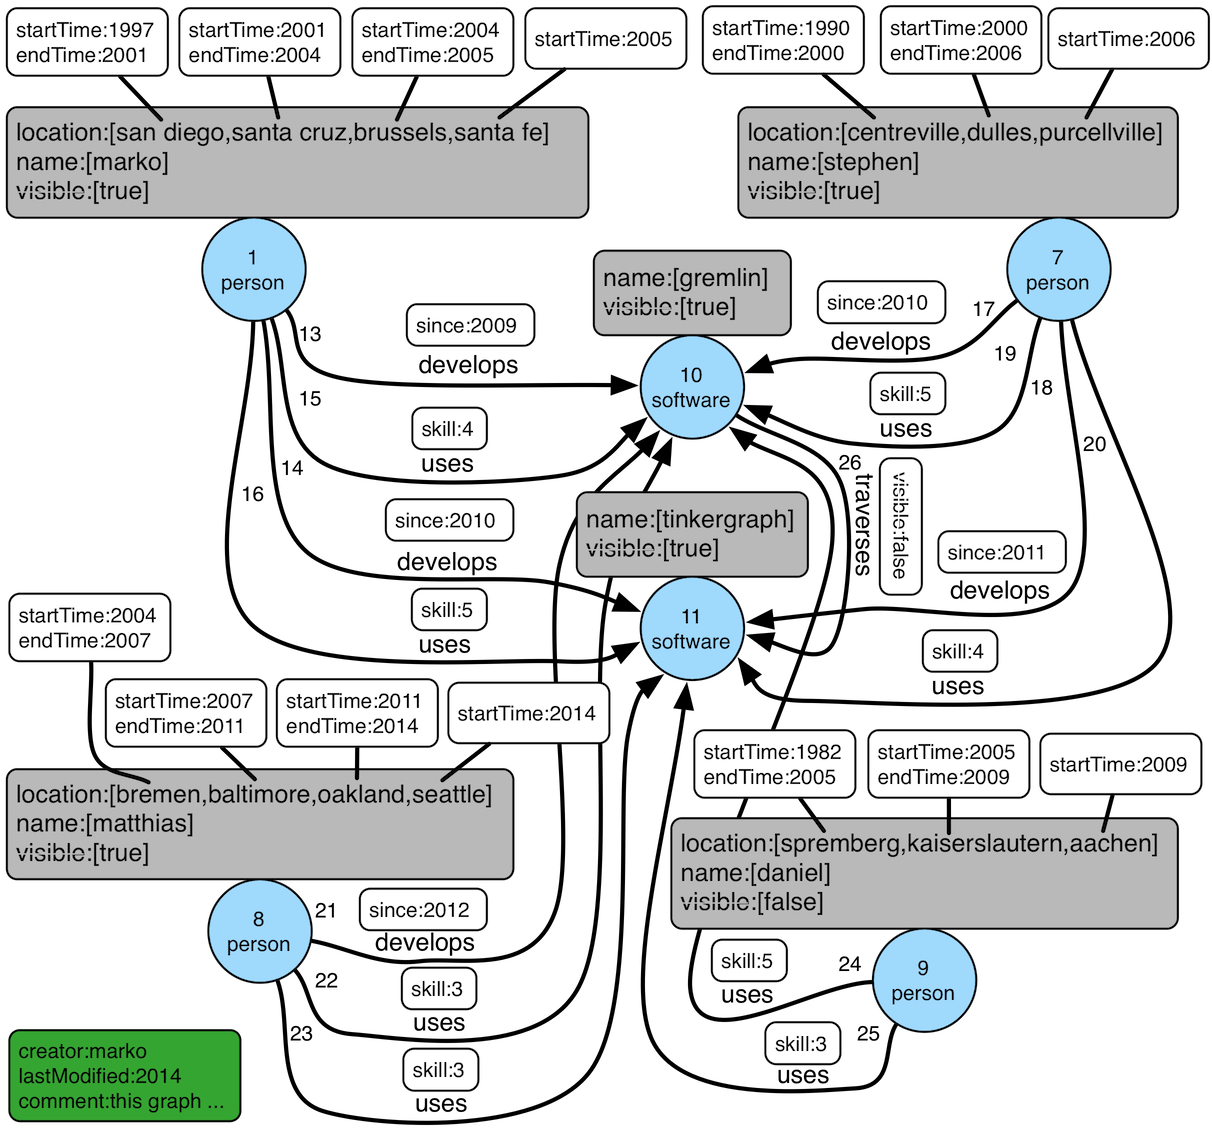 startTime:1997
endTime:2001
startTime:2001
endTime:2004
startTime:2004
endTime:2005
startTime:2005
startTime:1990
endTime:2000
startTime:2000
endTime:2006
startTime:2006
location:[san diego,santa cruz,brussels,santa fe]
name:[marko]
visible:[true]
location:[centreville,dulles,purcellville]
name:[stephen]
visible:[true]
1
person
7
person
name:[gremlin]
visible:[true]
13
since:2009
develops
since:2010
17
develops
10
software
19
15
skill:4
uses
skill:5
18
uses
14
16
26
traverses
visible:false
20
since:2010
develops
name:[tinkergraph]
visible:[true]
since:2011
develops
skill:5
uses
11
software
skill:4
uses
startTime:2004
endTime:2007
startTime:2007
endTime:2011
startTime:2011
endTime:2014
startTime:2014
startTime:1982
endTime:2005
startTime:2005
endTime:2009
startTime:2009
location:[bremen,baltimore,oakland,seattle]
name:[matthias]
visible:[true]
location:[spremberg,kaiserslautern,aachen]
name:[daniel]
visible:[false]
8
person
21
since:2012
develops
22
skill:3
uses
23
skill:3
uses
9
person
24
skill:5
uses
25
skill:3
uses
creator:marko
lastModified:2014
comment:this graph ...